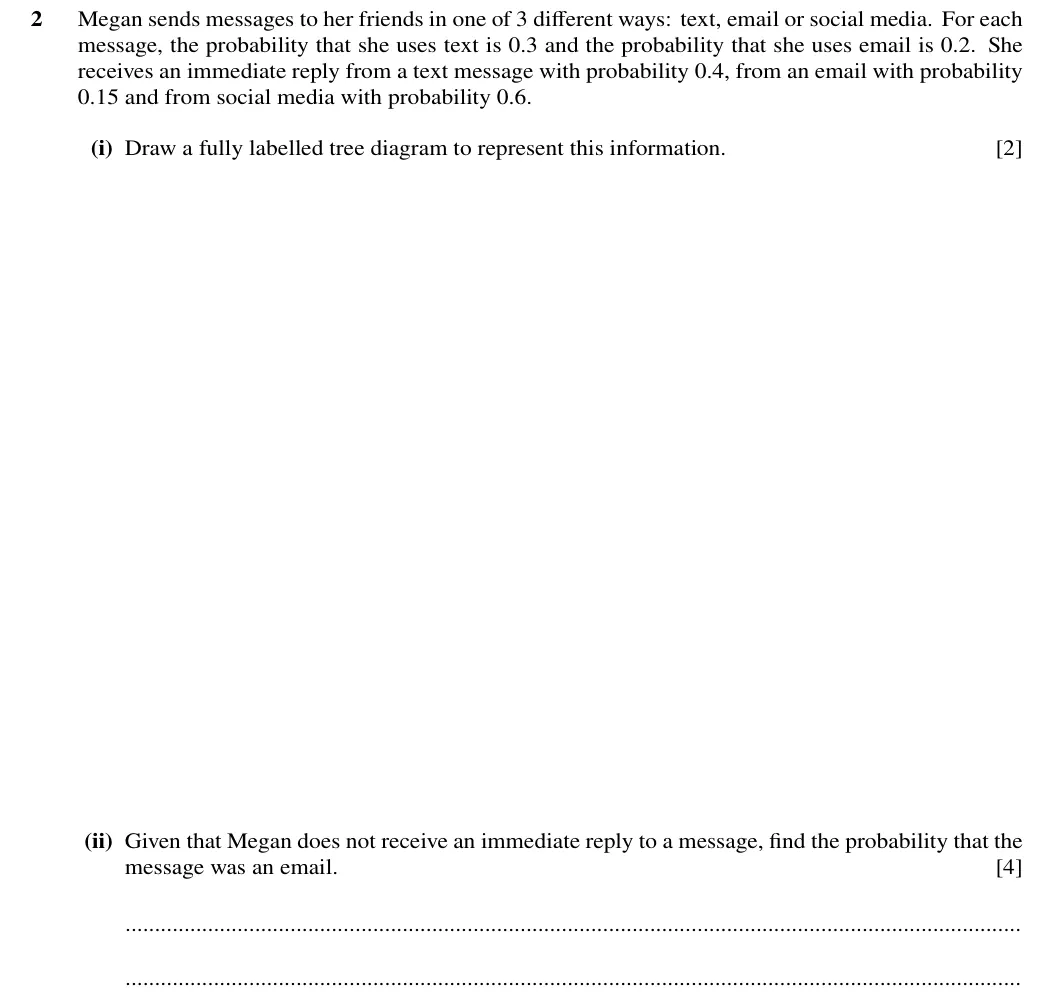 2 Megan sends messages to her friends in one of 3 different ways: text, email or social media. For each
message, the probability that she uses text is 0.3 and the probability that she uses email is 0.2. She
receives an immediate reply from a text message with probability 0.4, from an email with probability
0.15 and from social media with probability 0.6.
(i) Draw a fully labelled tree diagram to represent this information. [2]
(ii) Given that Megan does not receive an immediate reply to a message, find the probability that the
message was an email. [4]